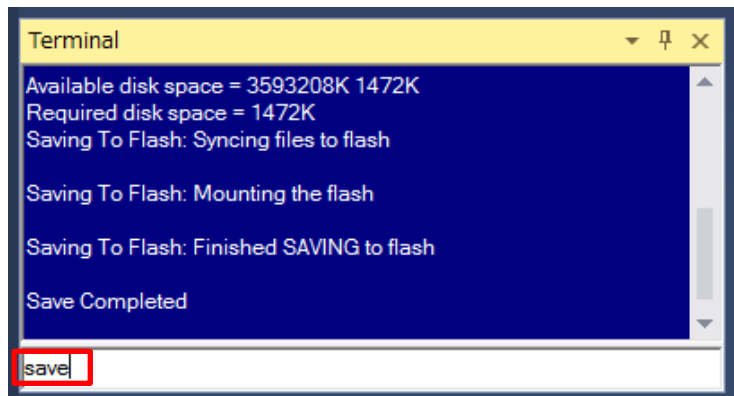 Terminal
Available disk space = 3593208K 1472K
Required disk space = 1472K
Saving To Flash: Syncing files to flash
Saving To Flash: Mounting the flash
Saving To Flash: Finished SAVING to flash
Save Completed
save